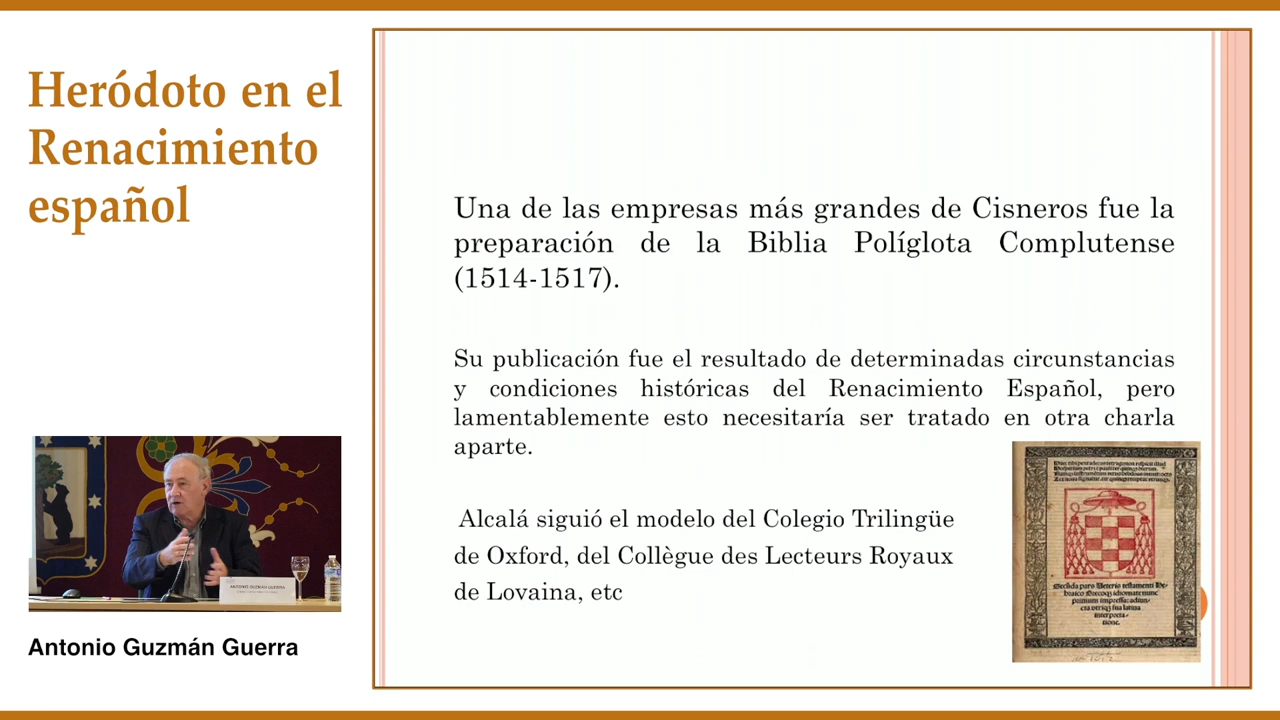 Heródoto en el
Renacimiento
español
Una de las empresas más grandes de Cisneros fue la
preparación de la Biblia Políglota Complutense
(1514-1517).
Su publicación fue el resultado de determinadas circunstancias
y condiciones históricas del Renacimiento Español, pero
lamentablemente esto necesitaría ser tratado en otra charla
aparte.
Alcalá siguió el modelo del Colegio Trilingüe
de Oxford, del Collègue des Lecteurs Royaux
de Lovaina, etc
ANTONIO GUZMÁN GUERRA
Antonio Guzmán Guerra